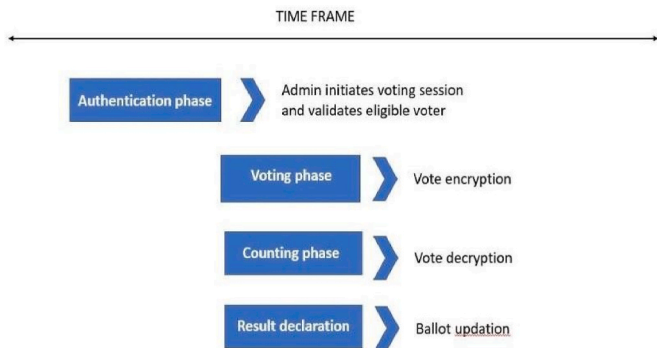 TIME FRAME
Authentication phase
Admin initiates voting session
and validates eligible voter
Voting phase
Vote encryption
Counting phase
Vote decryption
Result declaration
Ballot updation